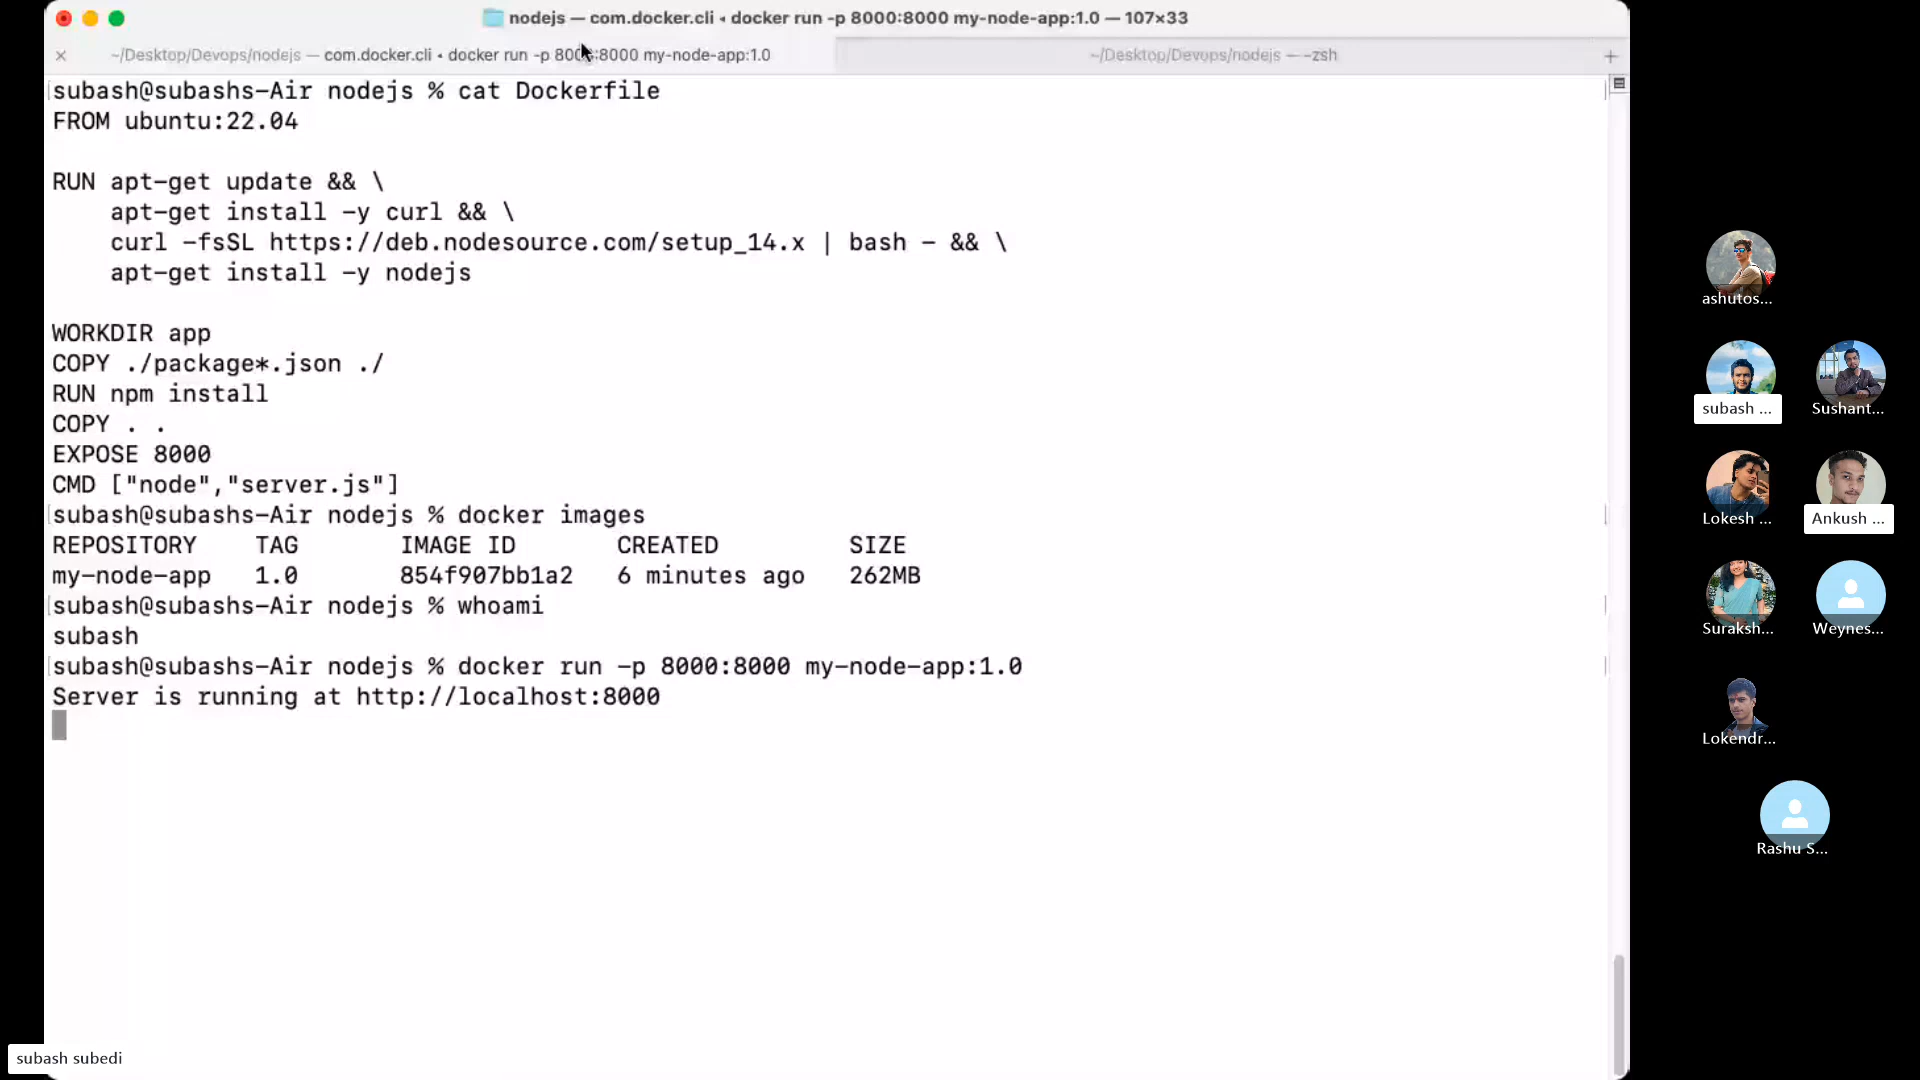 nodejs — com.docker.cli ◂ docker run -p 8000:8000 my-node-app:1.0 — 107×33
~/Desktop/Devops/nodejs — com.docker.cli • docker run -p 8000:8000 my-node-app:1.0
~/Desktop/Devops/nodejs — -zsh
subash@subashs-Air nodejs % cat Dockerfile
FROM ubuntu:22.04
RUN apt-get update && \
    apt-get install -y curl && \
    curl -fsSL https://deb.nodesource.com/setup_14.x | bash - && \
    apt-get install -y nodejs
WORKDIR app
COPY ./package*.json ./
RUN npm install
COPY . .
EXPOSE 8000
CMD ["node","server.js"]
subash@subashs-Air nodejs % docker images
REPOSITORY    TAG       IMAGE ID       CREATED         SIZE
my-node-app   1.0       854f907bb1a2   6 minutes ago   262MB
subash@subashs-Air nodejs % whoami
subash
subash@subashs-Air nodejs % docker run -p 8000:8000 my-node-app:1.0
Server is running at http://localhost:8000
ashutos...
subash ...
Sushant...
Lokesh ...
Ankush ...
Suraksh...
Weynes...
Lokendr...
Rashu S...
subash subedi